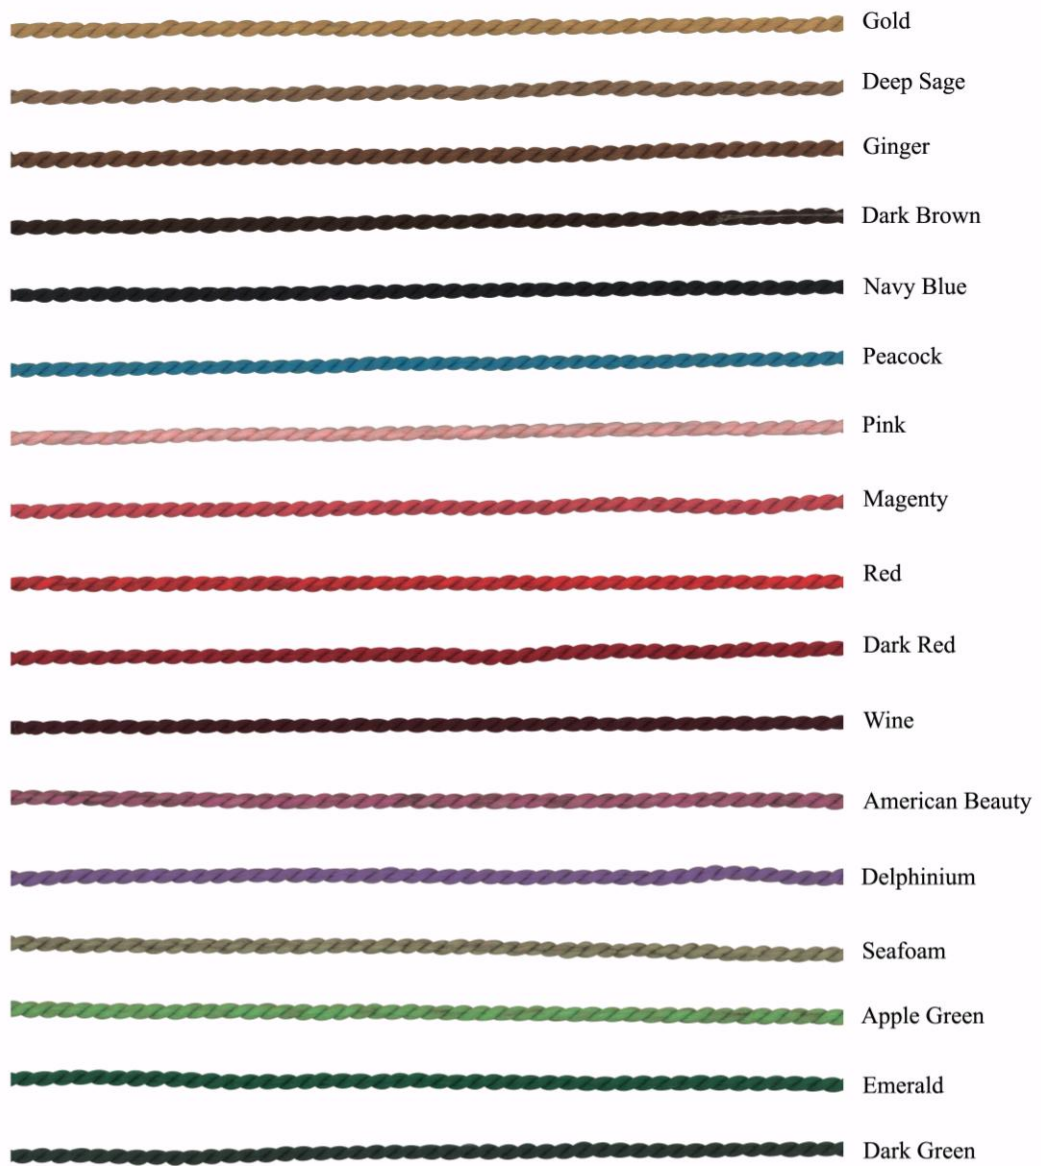 Gold
Deep Sage
Ginger
Dark Brown
Navy Blue
Peacock
Pink
Magenty
Red
Dark Red
Wine
American Beauty
Delphinium
Seafoam
Apple Green
Emerald
Dark Green